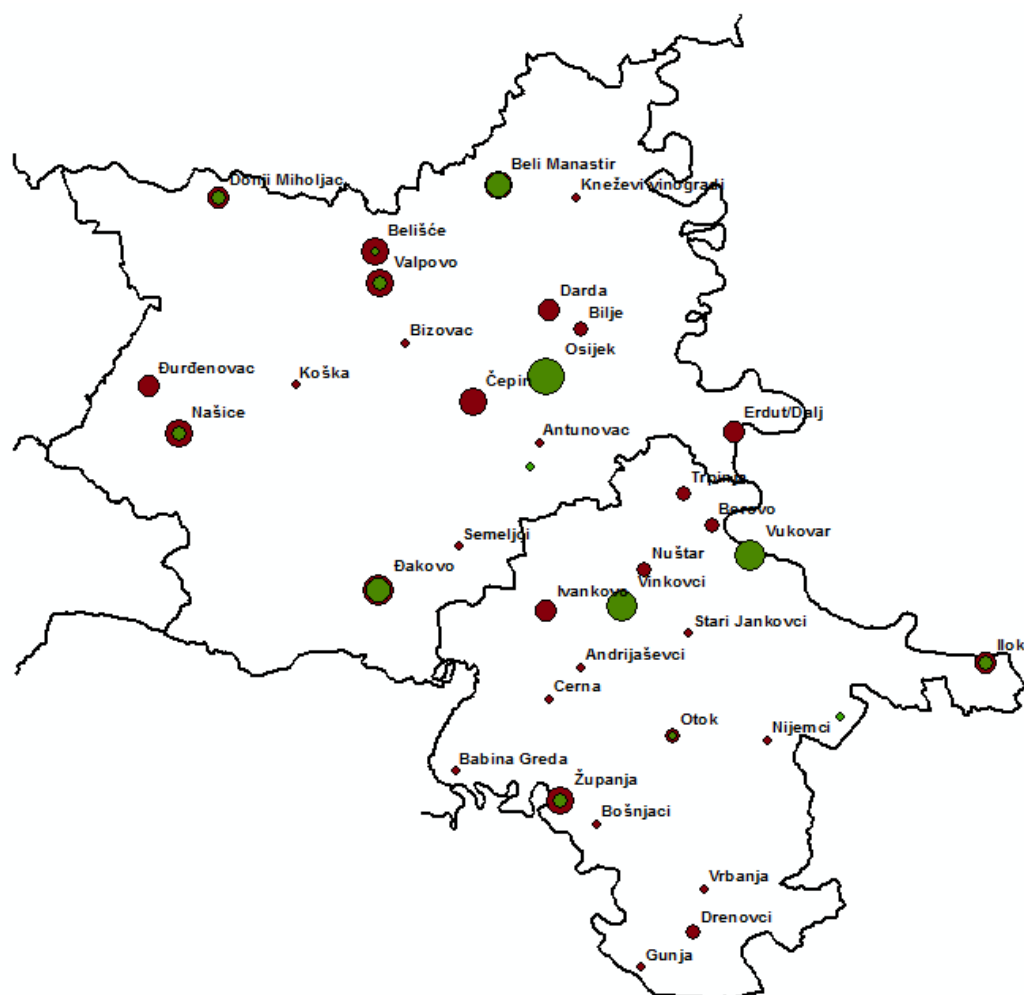 Beli Manastir
Donji Miholjac
Kneževi vinogradi
Belišće
Valpovo
Darda
Bilje
Bizovac
Osijek
Đurđenovac
Koška
Čepin
Našice
Erdut/Dalj
Antunovac
Trpinja
Borovo
Vukovar
Semeljci
Nuštar
Đakovo
Vinkovci
Ivankovo
Stari Jankovci
Ilok
Andrijaševci
Cerna
Otok
Nijemci
Babina Greda
Županja
Bošnjaci
Vrbanja
Drenovci
Gunja